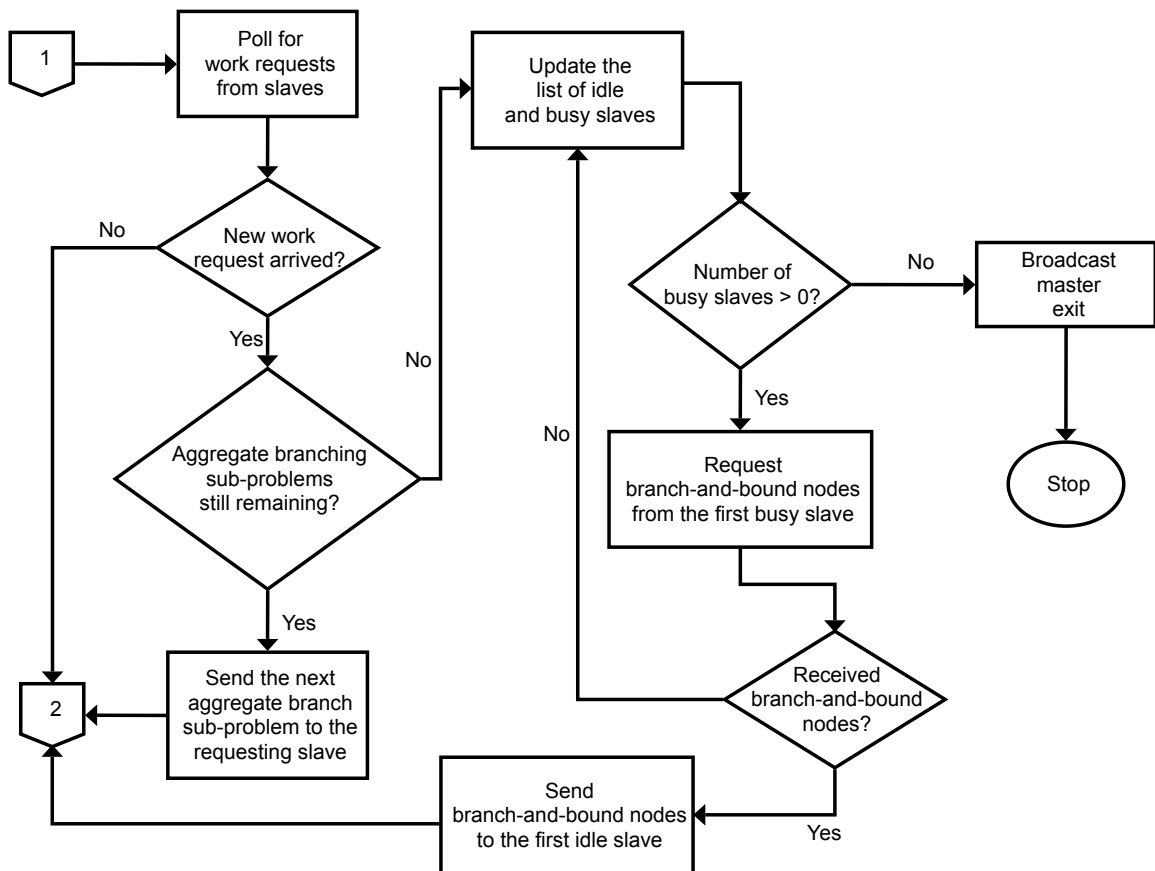 1
Poll for
work requests
from slaves
Update the
list of idle
and busy slaves
No
New work
request arrived?
Yes
No
Number of
busy slaves > 0?
No
Broadcast
master
exit
Yes
Aggregate branching
sub-problems
still remaining?
No
Request
branch-and-bound nodes
from the first busy slave
Stop
Yes
2
Send the next
aggregate branch
sub-problem to the
requesting slave
Received
branch-and-bound
nodes?
Send
branch-and-bound nodes
to the first idle slave
Yes